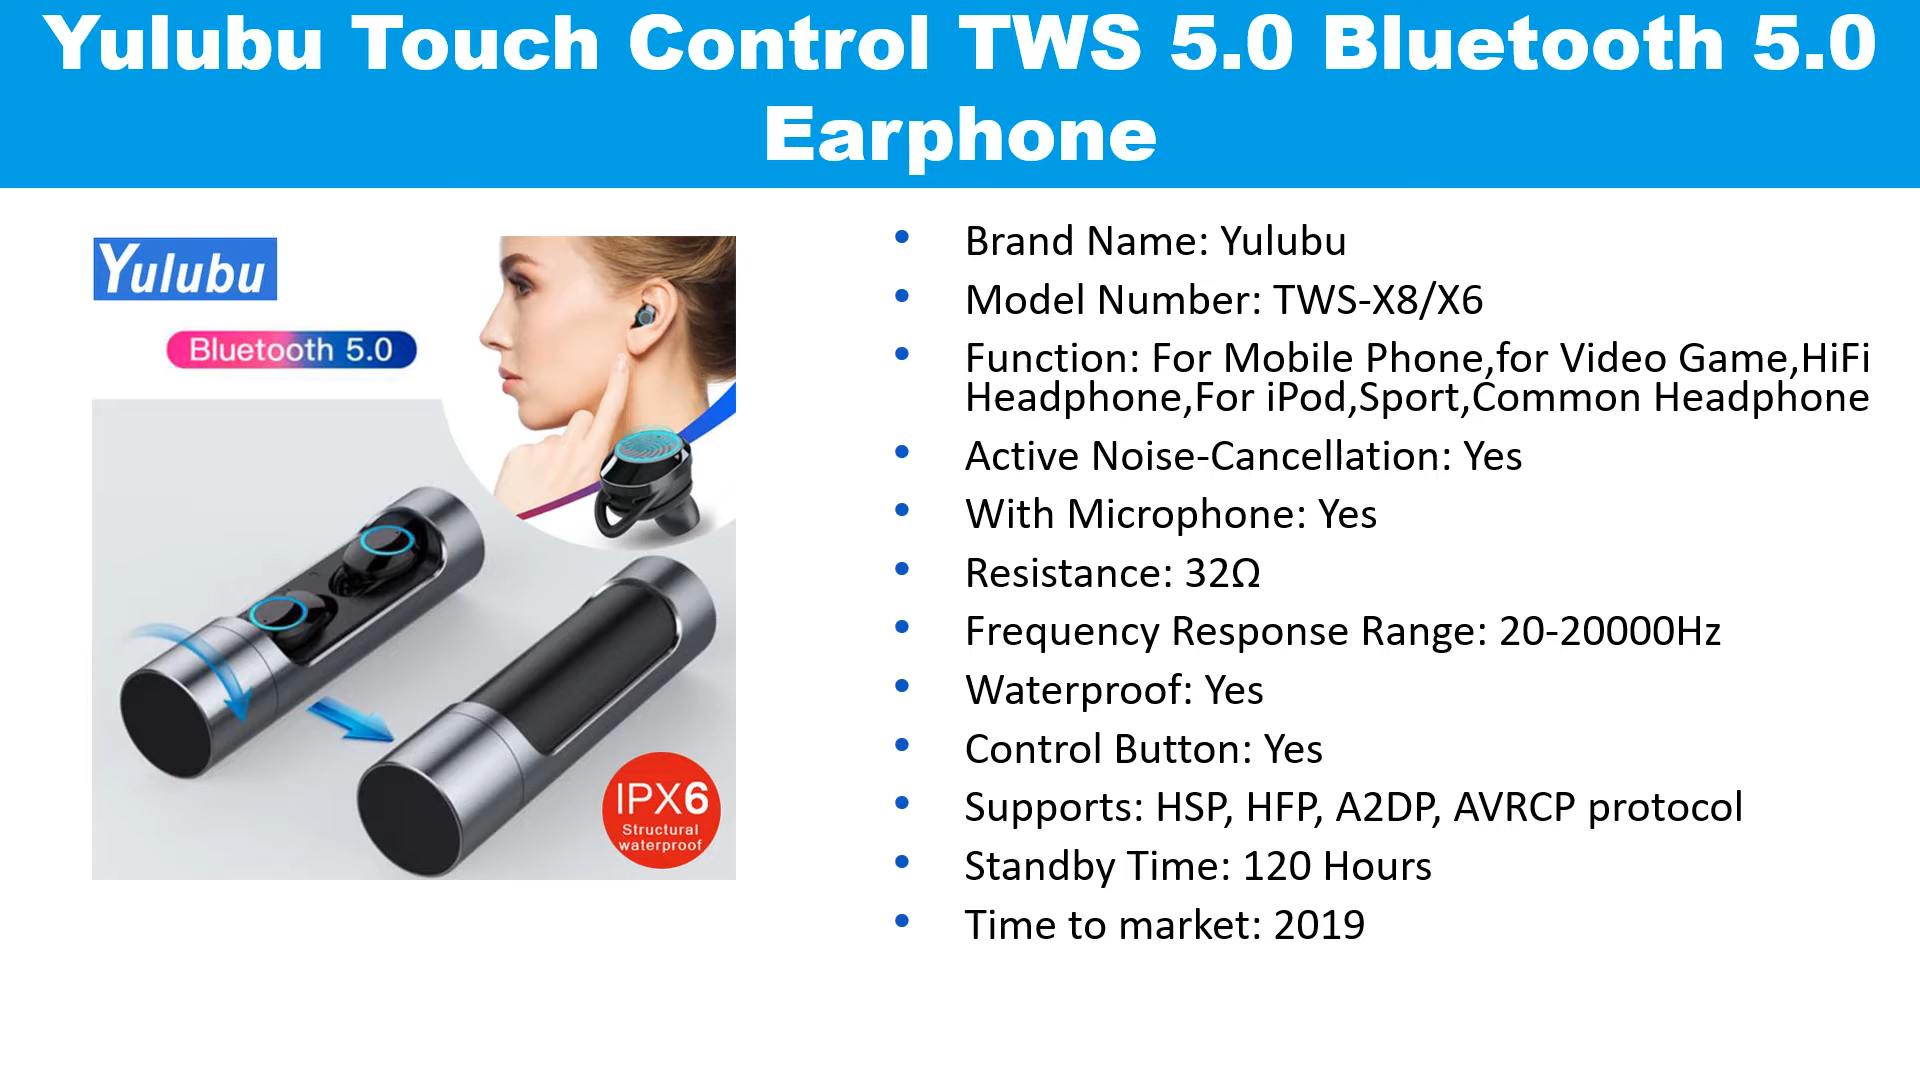 Yulubu Touch Control TWS 5.0 Bluetooth 5.0
Earphone
Yulubu
Bluetooth 5.0
IPX6
Structural
waterproof
• Brand Name: Yulubu
• Model Number: TWS-X8/X6
• Function: For Mobile Phone,for Video Game,HiFi
Headphone,For iPod,Sport,Common Headphone
• Active Noise-Cancellation: Yes
• With Microphone: Yes
• Resistance: 32Ω
• Frequency Response Range: 20-20000Hz
• Waterproof: Yes
• Control Button: Yes
• Supports: HSP, HFP, A2DP, AVRCP protocol
• Standby Time: 120 Hours
• Time to market: 2019